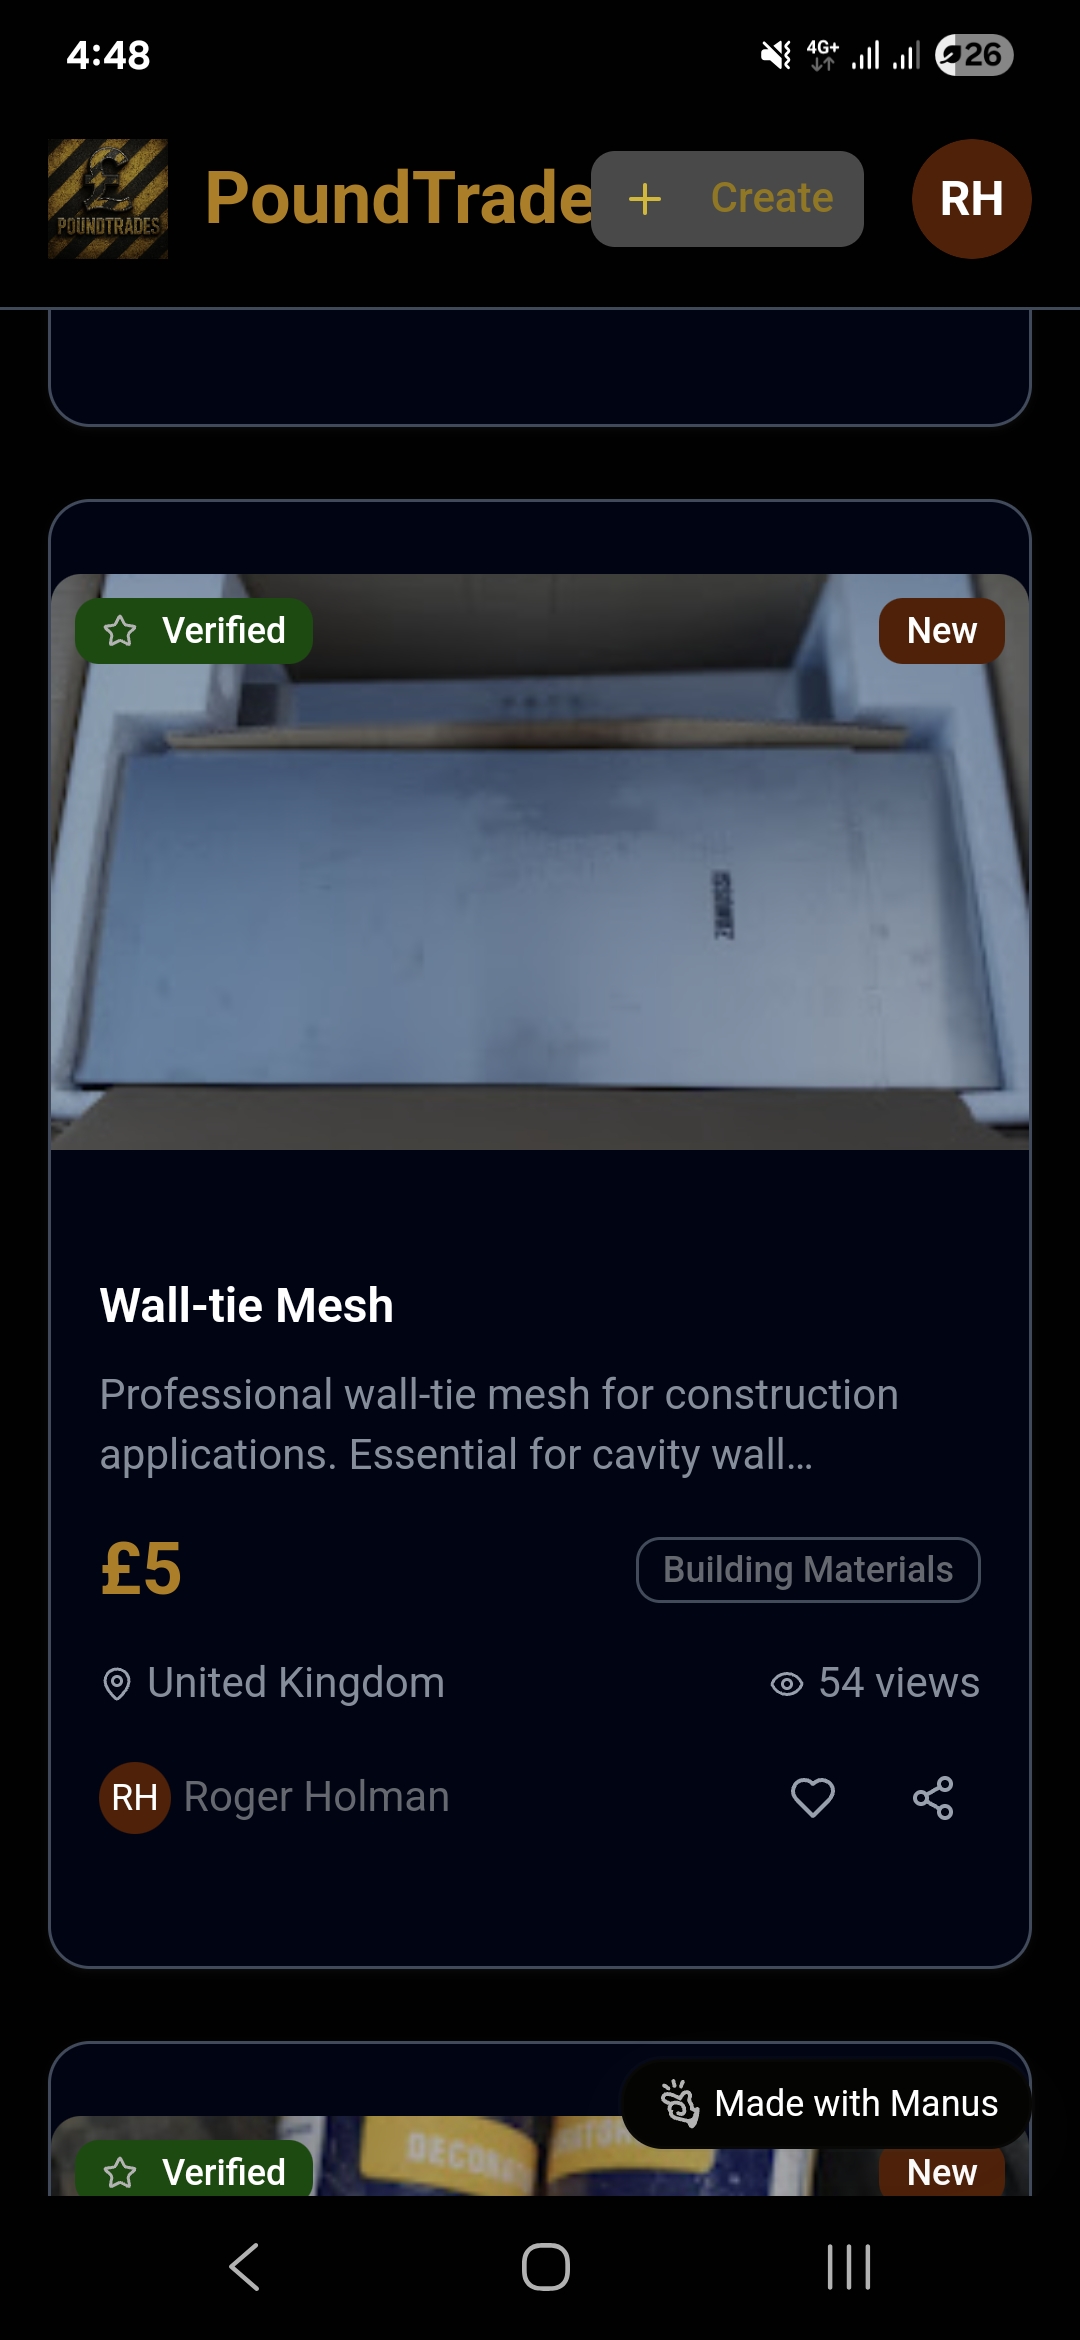 4:48
4G+
26
£
POUNDTRADES
PoundTrade
Create
RH
Verified
New
ZANUSSI
Wall-tie Mesh
Professional wall-tie mesh for construction
applications. Essential for cavity wall...
£5
Building Materials
United Kingdom
54 views
RH Roger Holman
Made with Manus
Verified
New